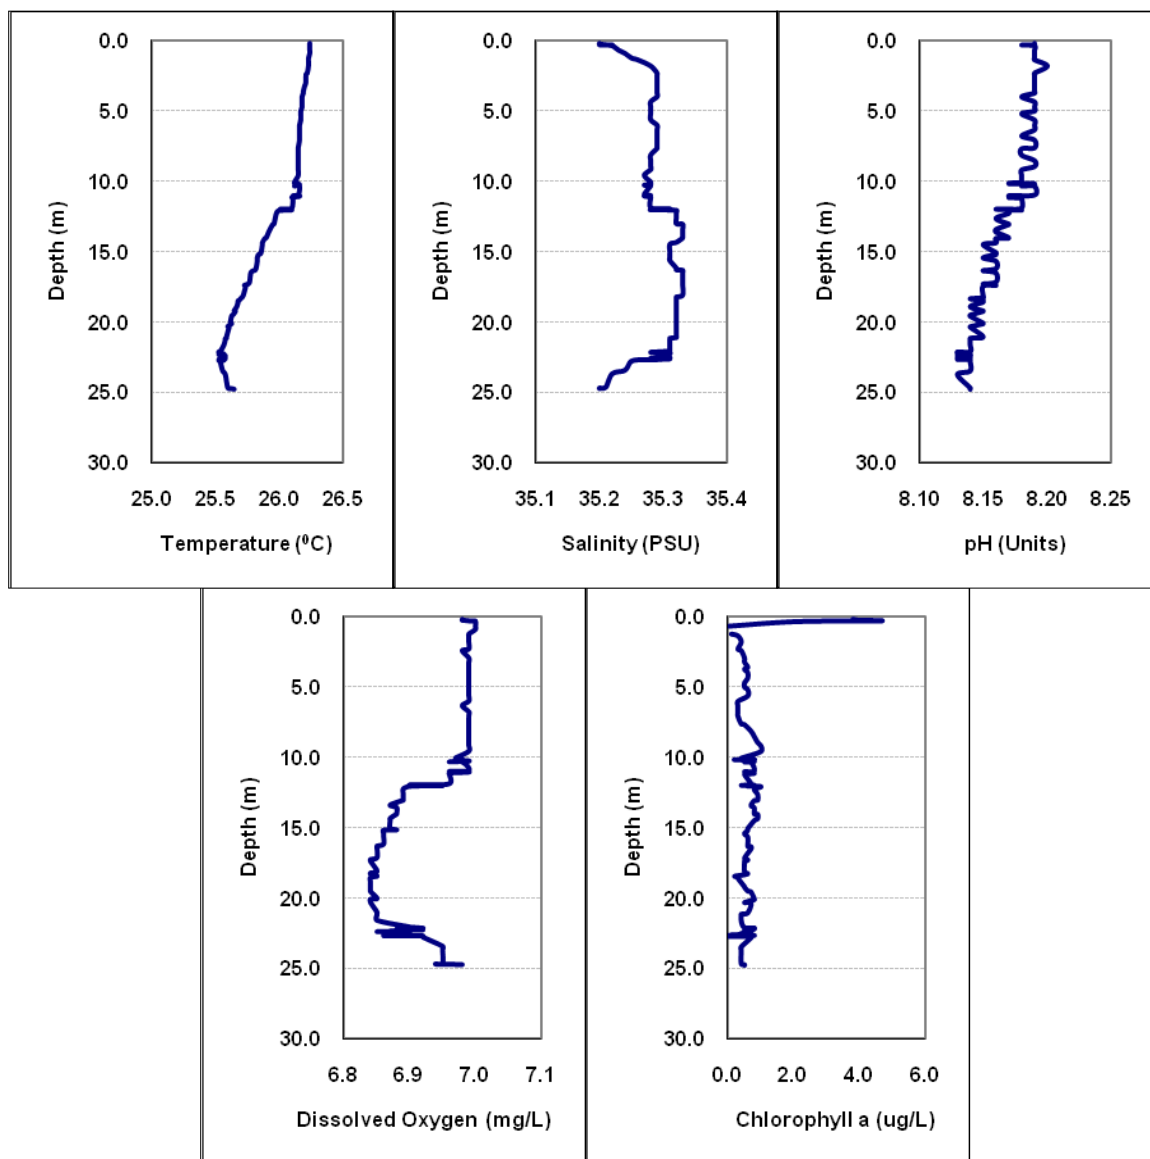 0.0
5.0
10.0
15.0
20.0
25.0
30.0
Depth (m)
25.0 25.5 26.0 26.5
Temperature (⁰C)
0.0
5.0
10.0
15.0
20.0
25.0
30.0
Depth (m)
35.1 35.2 35.3 35.4
Salinity (PSU)
0.0
5.0
10.0
15.0
20.0
25.0
30.0
Depth (m)
8.10 8.15 8.20 8.25
pH (Units)
0.0
5.0
10.0
15.0
20.0
25.0
30.0
Depth (m)
6.8 6.9 7.0 7.1
Dissolved Oxygen (mg/L)
0.0
5.0
10.0
15.0
20.0
25.0
30.0
Depth (m)
0.0 2.0 4.0 6.0
Chlorophyll a (ug/L)